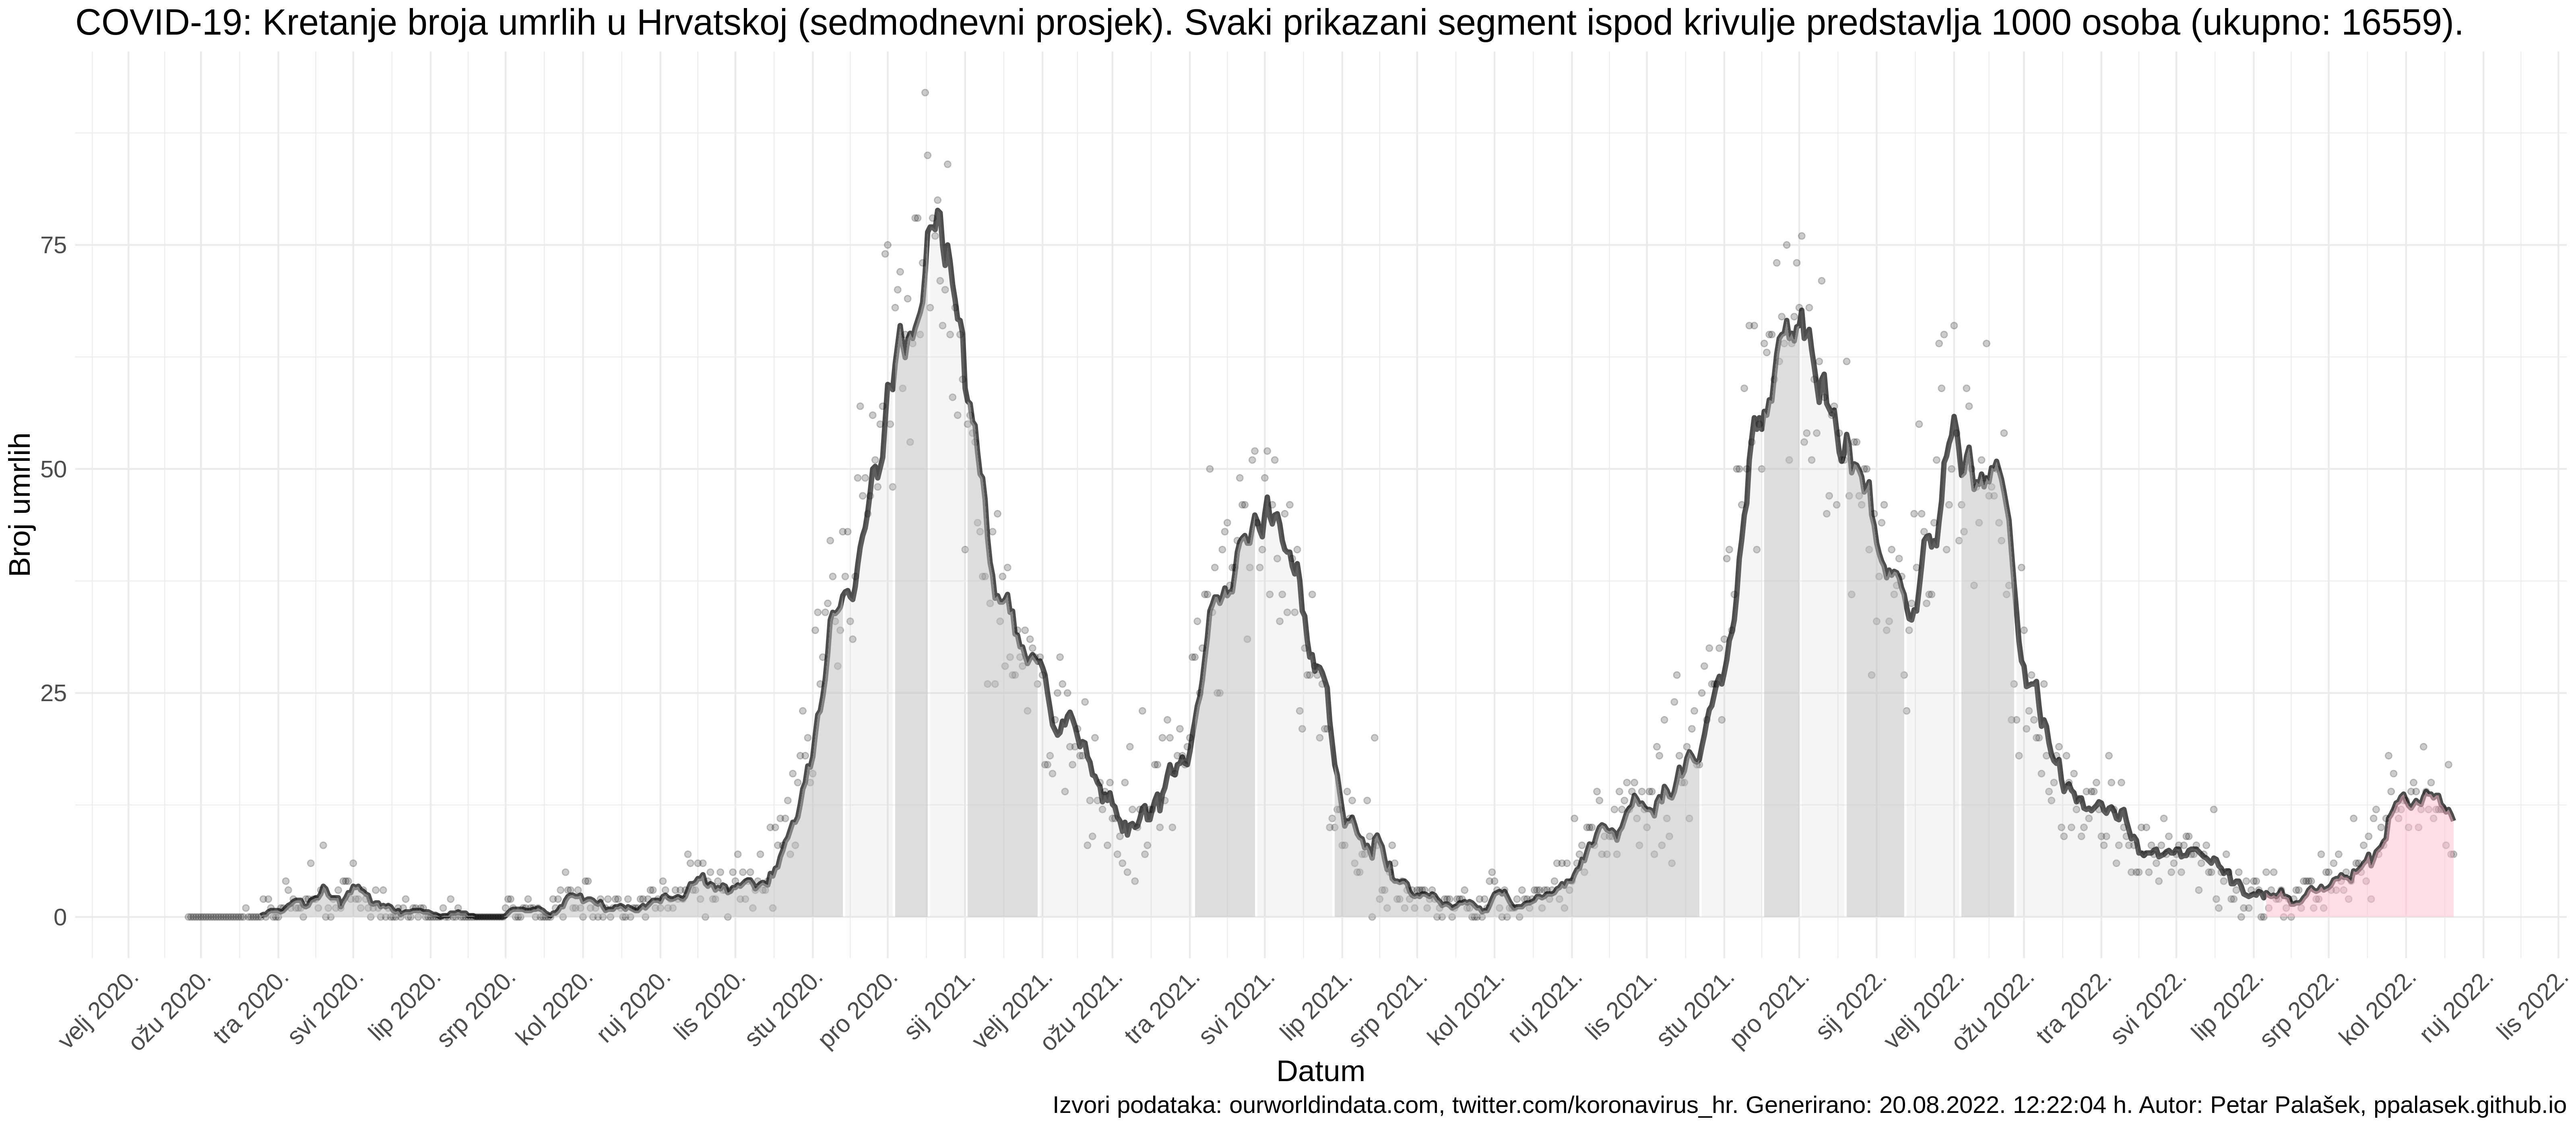 COVID-19: Kretanje broja umrlih u Hrvatskoj (sedmodnevni prosjek). Svaki prikazani segment ispod krivulje predstavlja 1000 osoba (ukupno: 16559).
Broj umrlih
75
50
25
0
velj 2020.
ožu 2020.
tra 2020.
svi 2020.
lip 2020.
srp 2020.
kol 2020.
ruj 2020.
lis 2020.
stu 2020.
pro 2020.
sij 2021.
velj 2021.
ožu 2021.
tra 2021.
svi 2021.
lip 2021.
srp 2021.
kol 2021.
ruj 2021.
lis 2021.
stu 2021.
pro 2021.
sij 2022.
velj 2022.
ožu 2022.
tra 2022.
svi 2022.
lip 2022.
srp 2022.
kol 2022.
ruj 2022.
lis 2022.
Datum
Izvori podataka: ourworldindata.com, twitter.com/koronavirus_hr. Generirano: 20.08.2022. 12:22:04 h. Autor: Petar Palašek, ppalasek.github.io